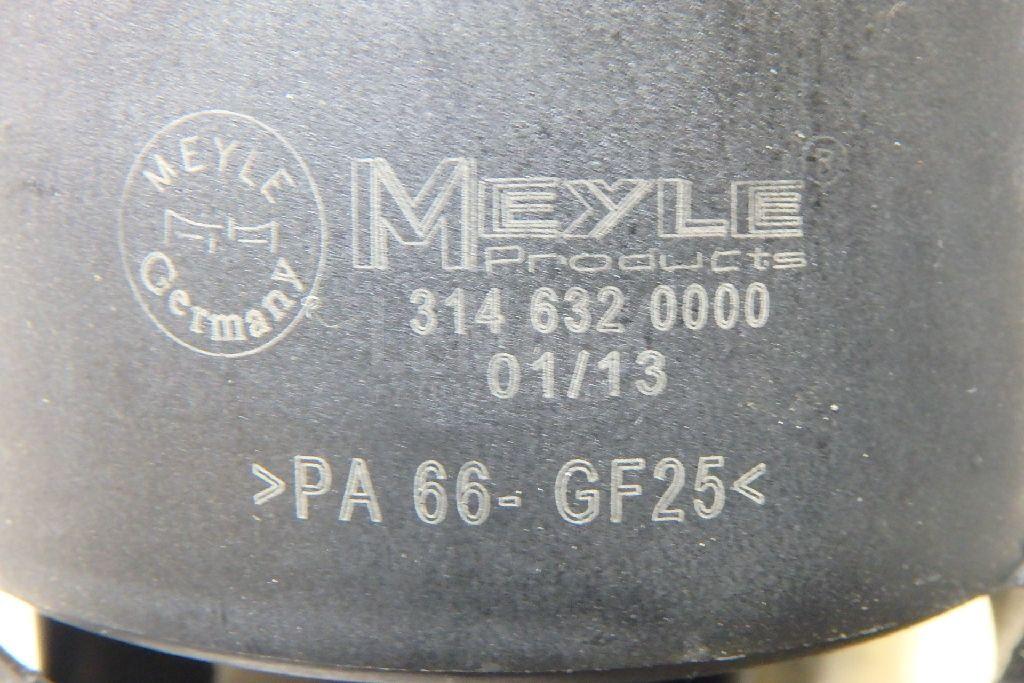 MEYLE
Germany
MEYLE®
Products
314 632 0000
01/13
>PA 66- GF25<